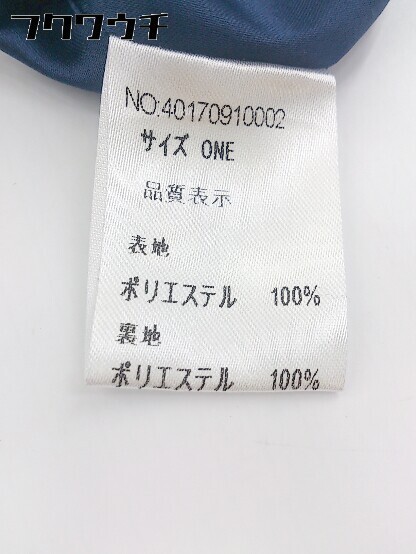 フクウウチ
NO:40170910002
サイズ ONE
品質表示
表地
ポリエステル 100%
裏地
ポリエステル 100%